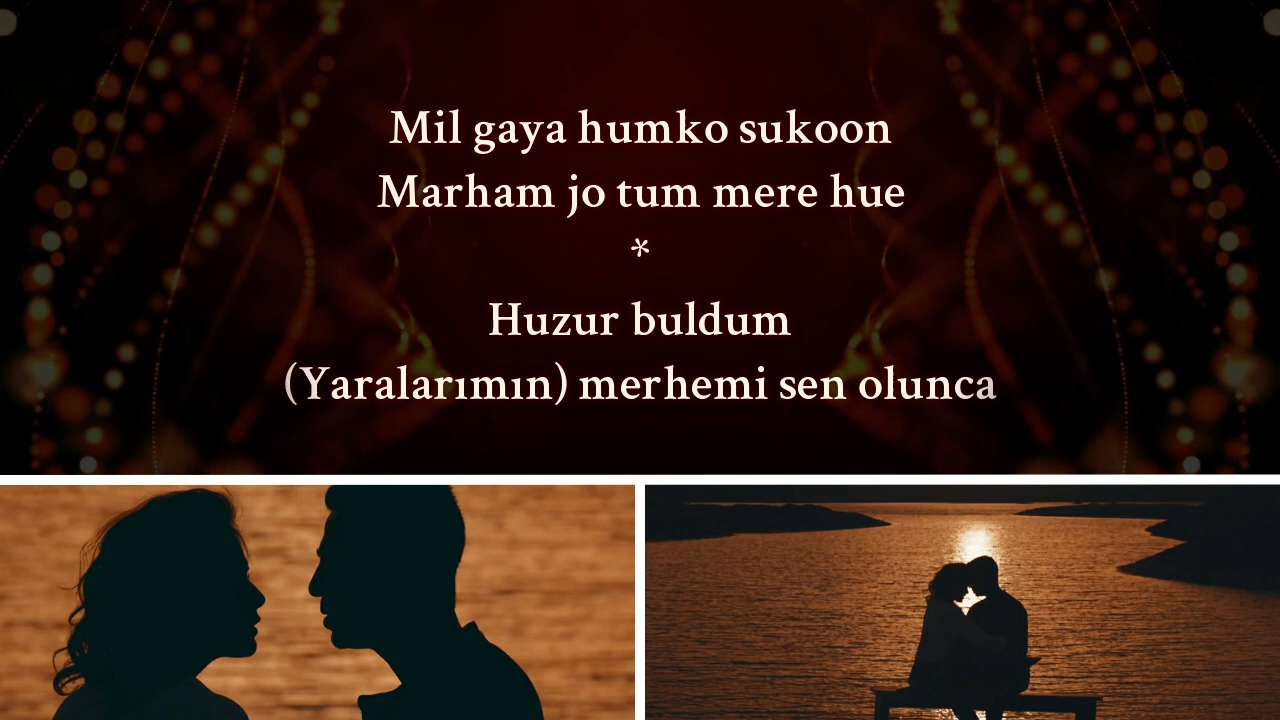 Mil gaya humko sukoon
Marham jo tum mere hue
*
Huzur buldum
(Yaralarımın) merhemi sen olunca